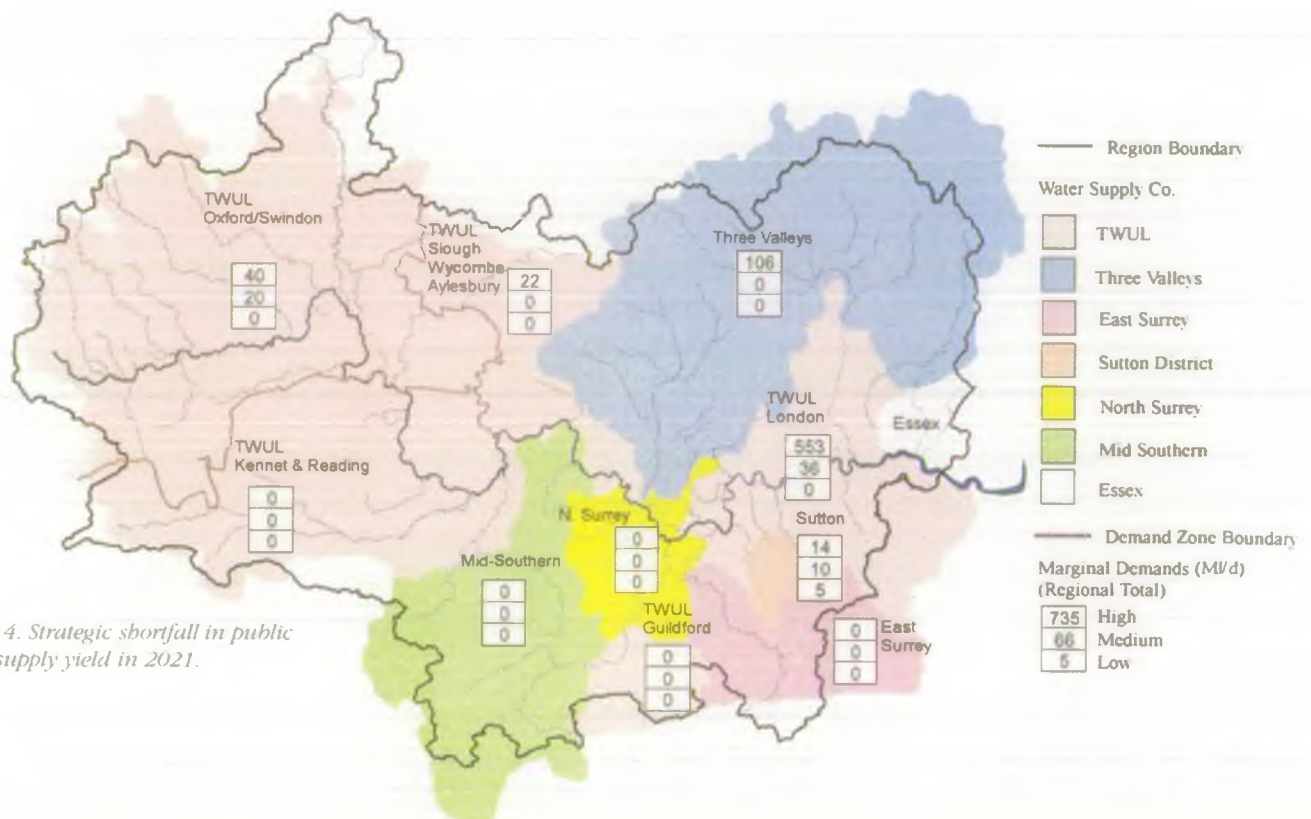 TWUL
Oxford/Swindon
40
20
0
TWUL
Slough
Wycombe
Aylesbury
22
0
0
Three Valleys
106
0
0
TWUL
London
553
36
0
Essex
TWUL
Kennet & Reading
0
0
0
Mid-Southern
0
0
0
N. Surrey
0
0
0
TWUL
Guildford
0
0
0
Sutton
14
10
5
East
Surrey
0
0
0
4. Strategic shortfall in public
supply yield in 2021.
Region Boundary
Water Supply Co.
TWUL
Three Valleys
East Surrey
Sutton District
North Surrey
Mid Southern
Essex
Demand Zone Boundary
Marginal Demands (Ml/d)
(Regional Total)
735 High
66 Medium
5 Low